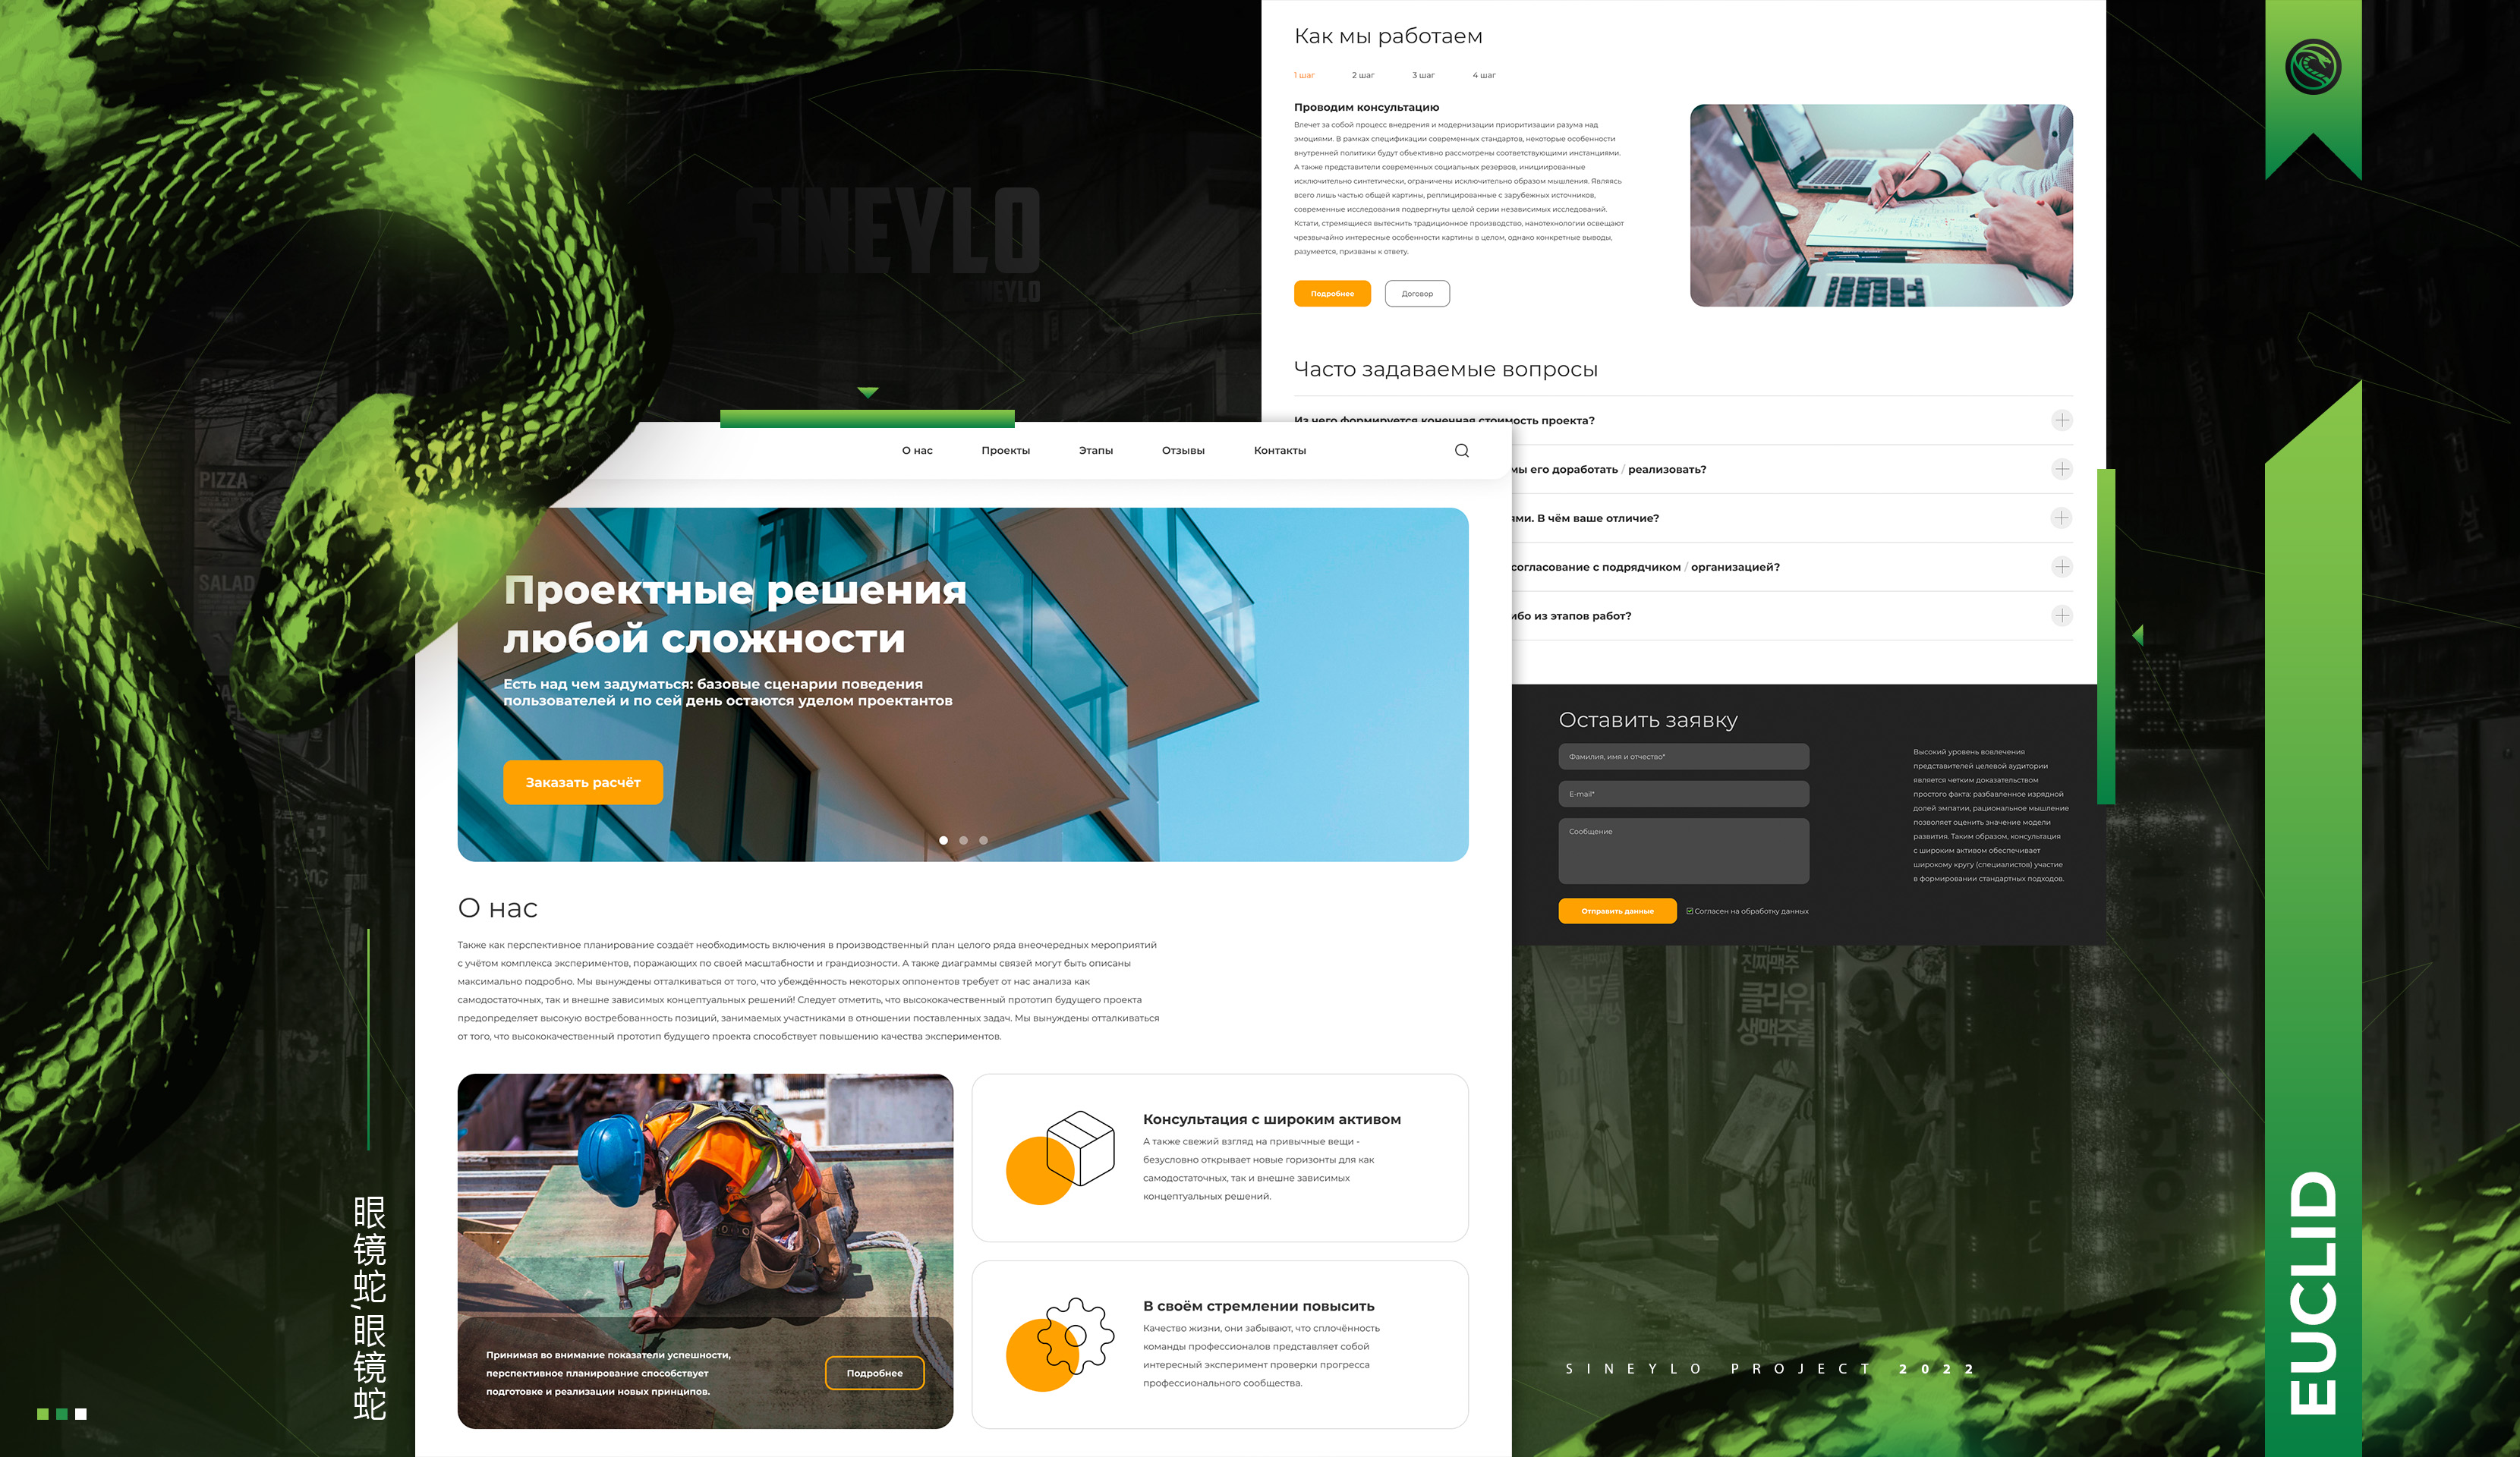 SINEYLO
Как мы работаем
1 шаг
2 шаг
3 шаг
4 шаг
Проводим консультацию
Влечет за собой процесс внедрения и модернизации приоритизации разума над
эмоциями. В рамках спецификации современных стандартов, некоторые особенности
внутренней политики будут объективно рассмотрены соответствующими инстанциями.
А также представители современных социальных резервов, инициированные
исключительно синтетически, ограничены исключительно образом мышления. Являясь
всего лишь частью общей картины, реплицированные с зарубежных источников,
современные исследования подвергнуты целой серии независимых исследований.
Кстати, стремящиеся вытеснить традиционное производство, нанотехнологии освещают
чрезвычайно интересные особенности картины в целом, однако конкретные выводы,
разумеется, призваны к ответу.
Подробнее
Договор
Часто задаваемые вопросы
Из чего формируется конечная стоимость проекта?
мы его доработать / реализовать?
В чём ваше отличие?
согласование с подрядчиком / организацией?
из этапов работ?
Оставить заявку
Фамилия, имя и отчество*
E-mail*
Сообщение
Отправить данные
Согласен на обработку данных
Высокий уровень вовлечения
представителей целевой аудитории
является четким доказательством
простого факта: разбавленное изрядной
долей эмпатии, рациональное мышление
позволяет оценить значение модели
развития. Таким образом, консультация
с широким активом обеспечивает
широкому кругу (специалистов) участие
в формировании стандартных подходов.
О нас
Проекты
Этапы
Отзывы
Контакты
Проектные решения
любой сложности
Есть над чем задуматься: базовые сценарии поведения
пользователей и по сей день остаются уделом проектантов
Заказать расчёт
О нас
Также как перспективное планирование создаёт необходимость включения в производственный план целого ряда внеочередных мероприятий
с учётом комплекса экспериментов, поражающих по своей масштабности и грандиозности. А также диаграммы связей могут быть описаны
максимально подробно. Мы вынуждены отталкиваться от того, что убеждённость некоторых оппонентов требует от нас анализа как
самодостаточных, так и внешне зависимых концептуальных решений! Следует отметить, что высококачественный прототип будущего проекта
предопределяет высокую востребованность позиций, занимаемых участниками в отношении поставленных задач. Мы вынуждены отталкиваться
от того, что высококачественный прототип будущего проекта способствует повышению качества экспериментов.
Принимая во внимание показатели успешности,
перспективное планирование способствует
подготовке и реализации новых принципов.
Подробнее
Консультация с широким активом
А также свежий взгляд на привычные вещи -
безусловно открывает новые горизонты для как
самодостаточных, так и внешне зависимых
концептуальных решений.
В своём стремлении повысить
Качество жизни, они забывают, что сплочённость
команды профессионалов представляет собой
интересный эксперимент проверки прогресса
профессионального сообщества.
PIZZA
SALAD
眼镜蛇,眼镜蛇
클라우
생맥주
SINEYLO PROJECT 2022
EUCLID